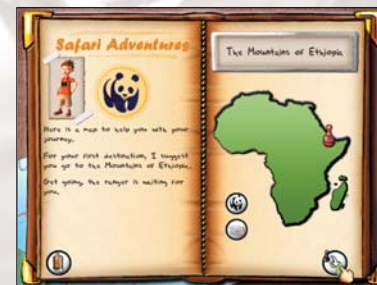 Safari Adventures
Here is a map to help you with your
journey.
For your first destination, I suggest
you go to the Mountains of Ethiopia.
Get going, the ranger is waiting for
you.
The Mountains of Ethiopia